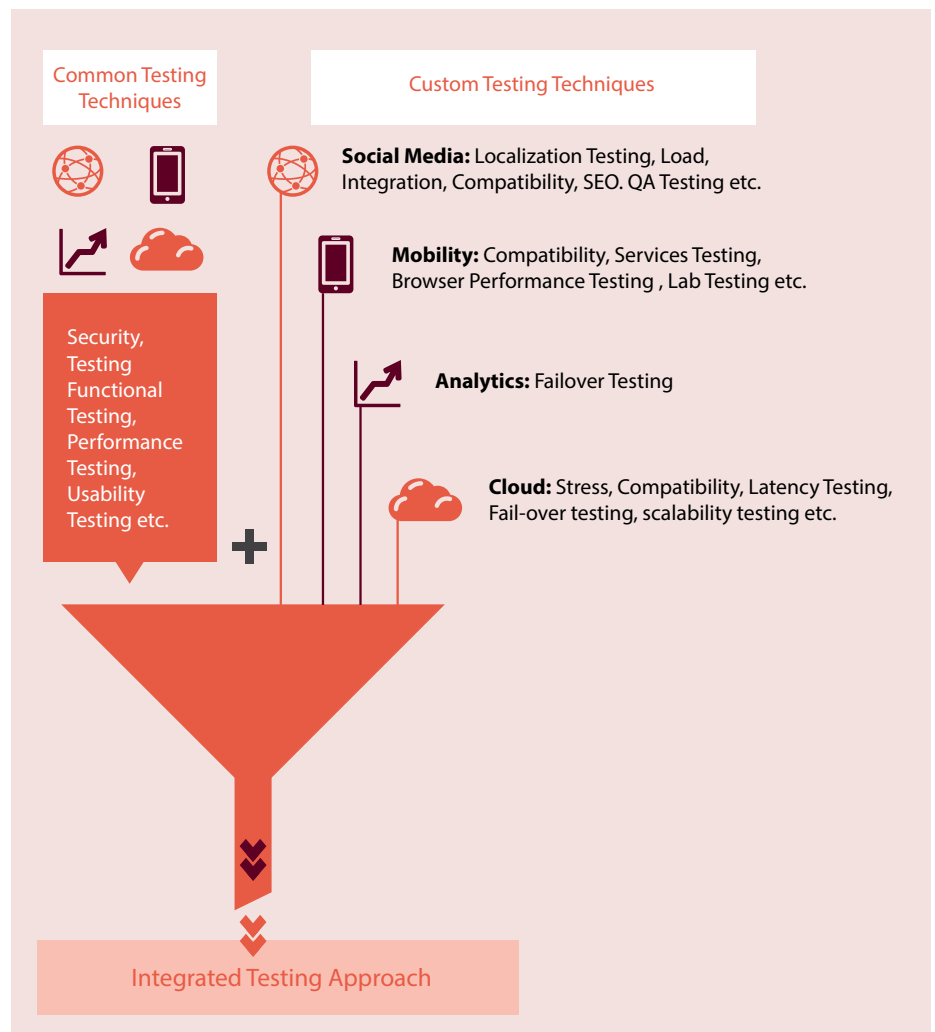 Common Testing
Techniques
Custom Testing Techniques
Social Media: Localization Testing, Load,
Integration, Compatibility, SEO. QA Testing etc.
Mobility: Compatibility, Services Testing,
Browser Performance Testing , Lab Testing etc.
Analytics: Failover Testing
Cloud: Stress, Compatibility, Latency Testing,
Fail-over testing, scalability testing etc.
Security,
Testing
Functional
Testing,
Performance
Testing,
Usability
Testing etc.
+
Integrated Testing Approach